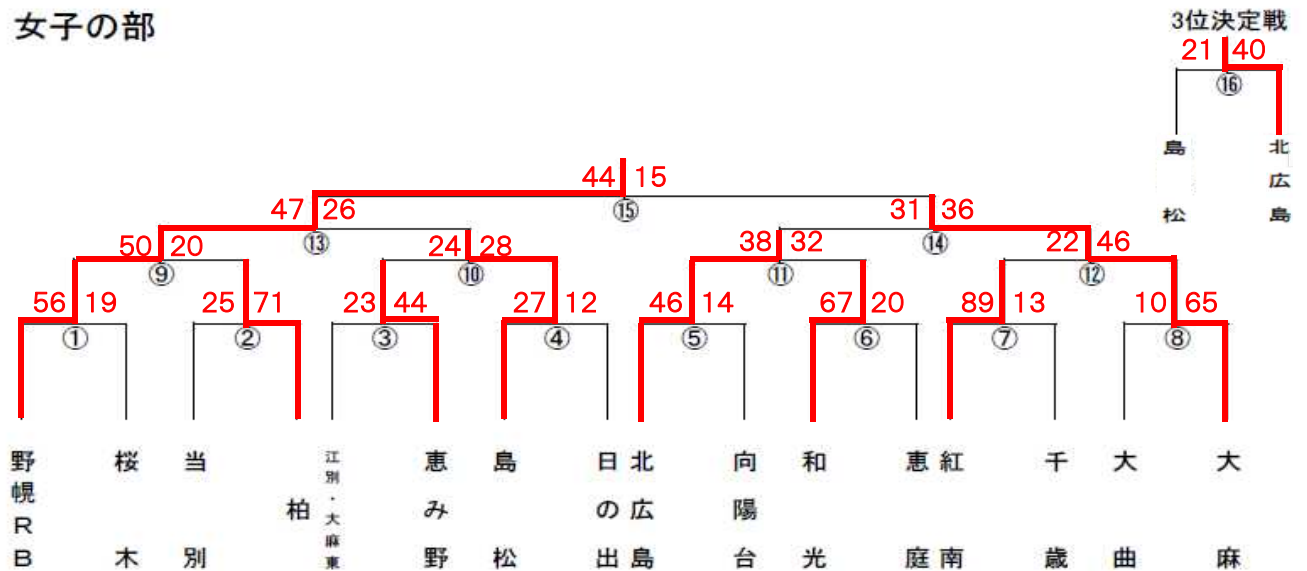 女子の部
3位決定戦
21 40
⑯
島松
北広島
44 15
⑮
47 26
31 36
⑬
⑭
50 20
24 28
38 32
22 46
⑨
⑩
⑪
⑫
56 19
25 71
23 44
27 12
46 14
67 20
89 13
10 65
①
②
③
④
⑤
⑥
⑦
⑧
野幌RB
桜木
当別
柏
江別・大麻東
恵み野
島松
日の出
北広島
向陽台
和光
恵庭
紅南
千歳
大曲
大麻